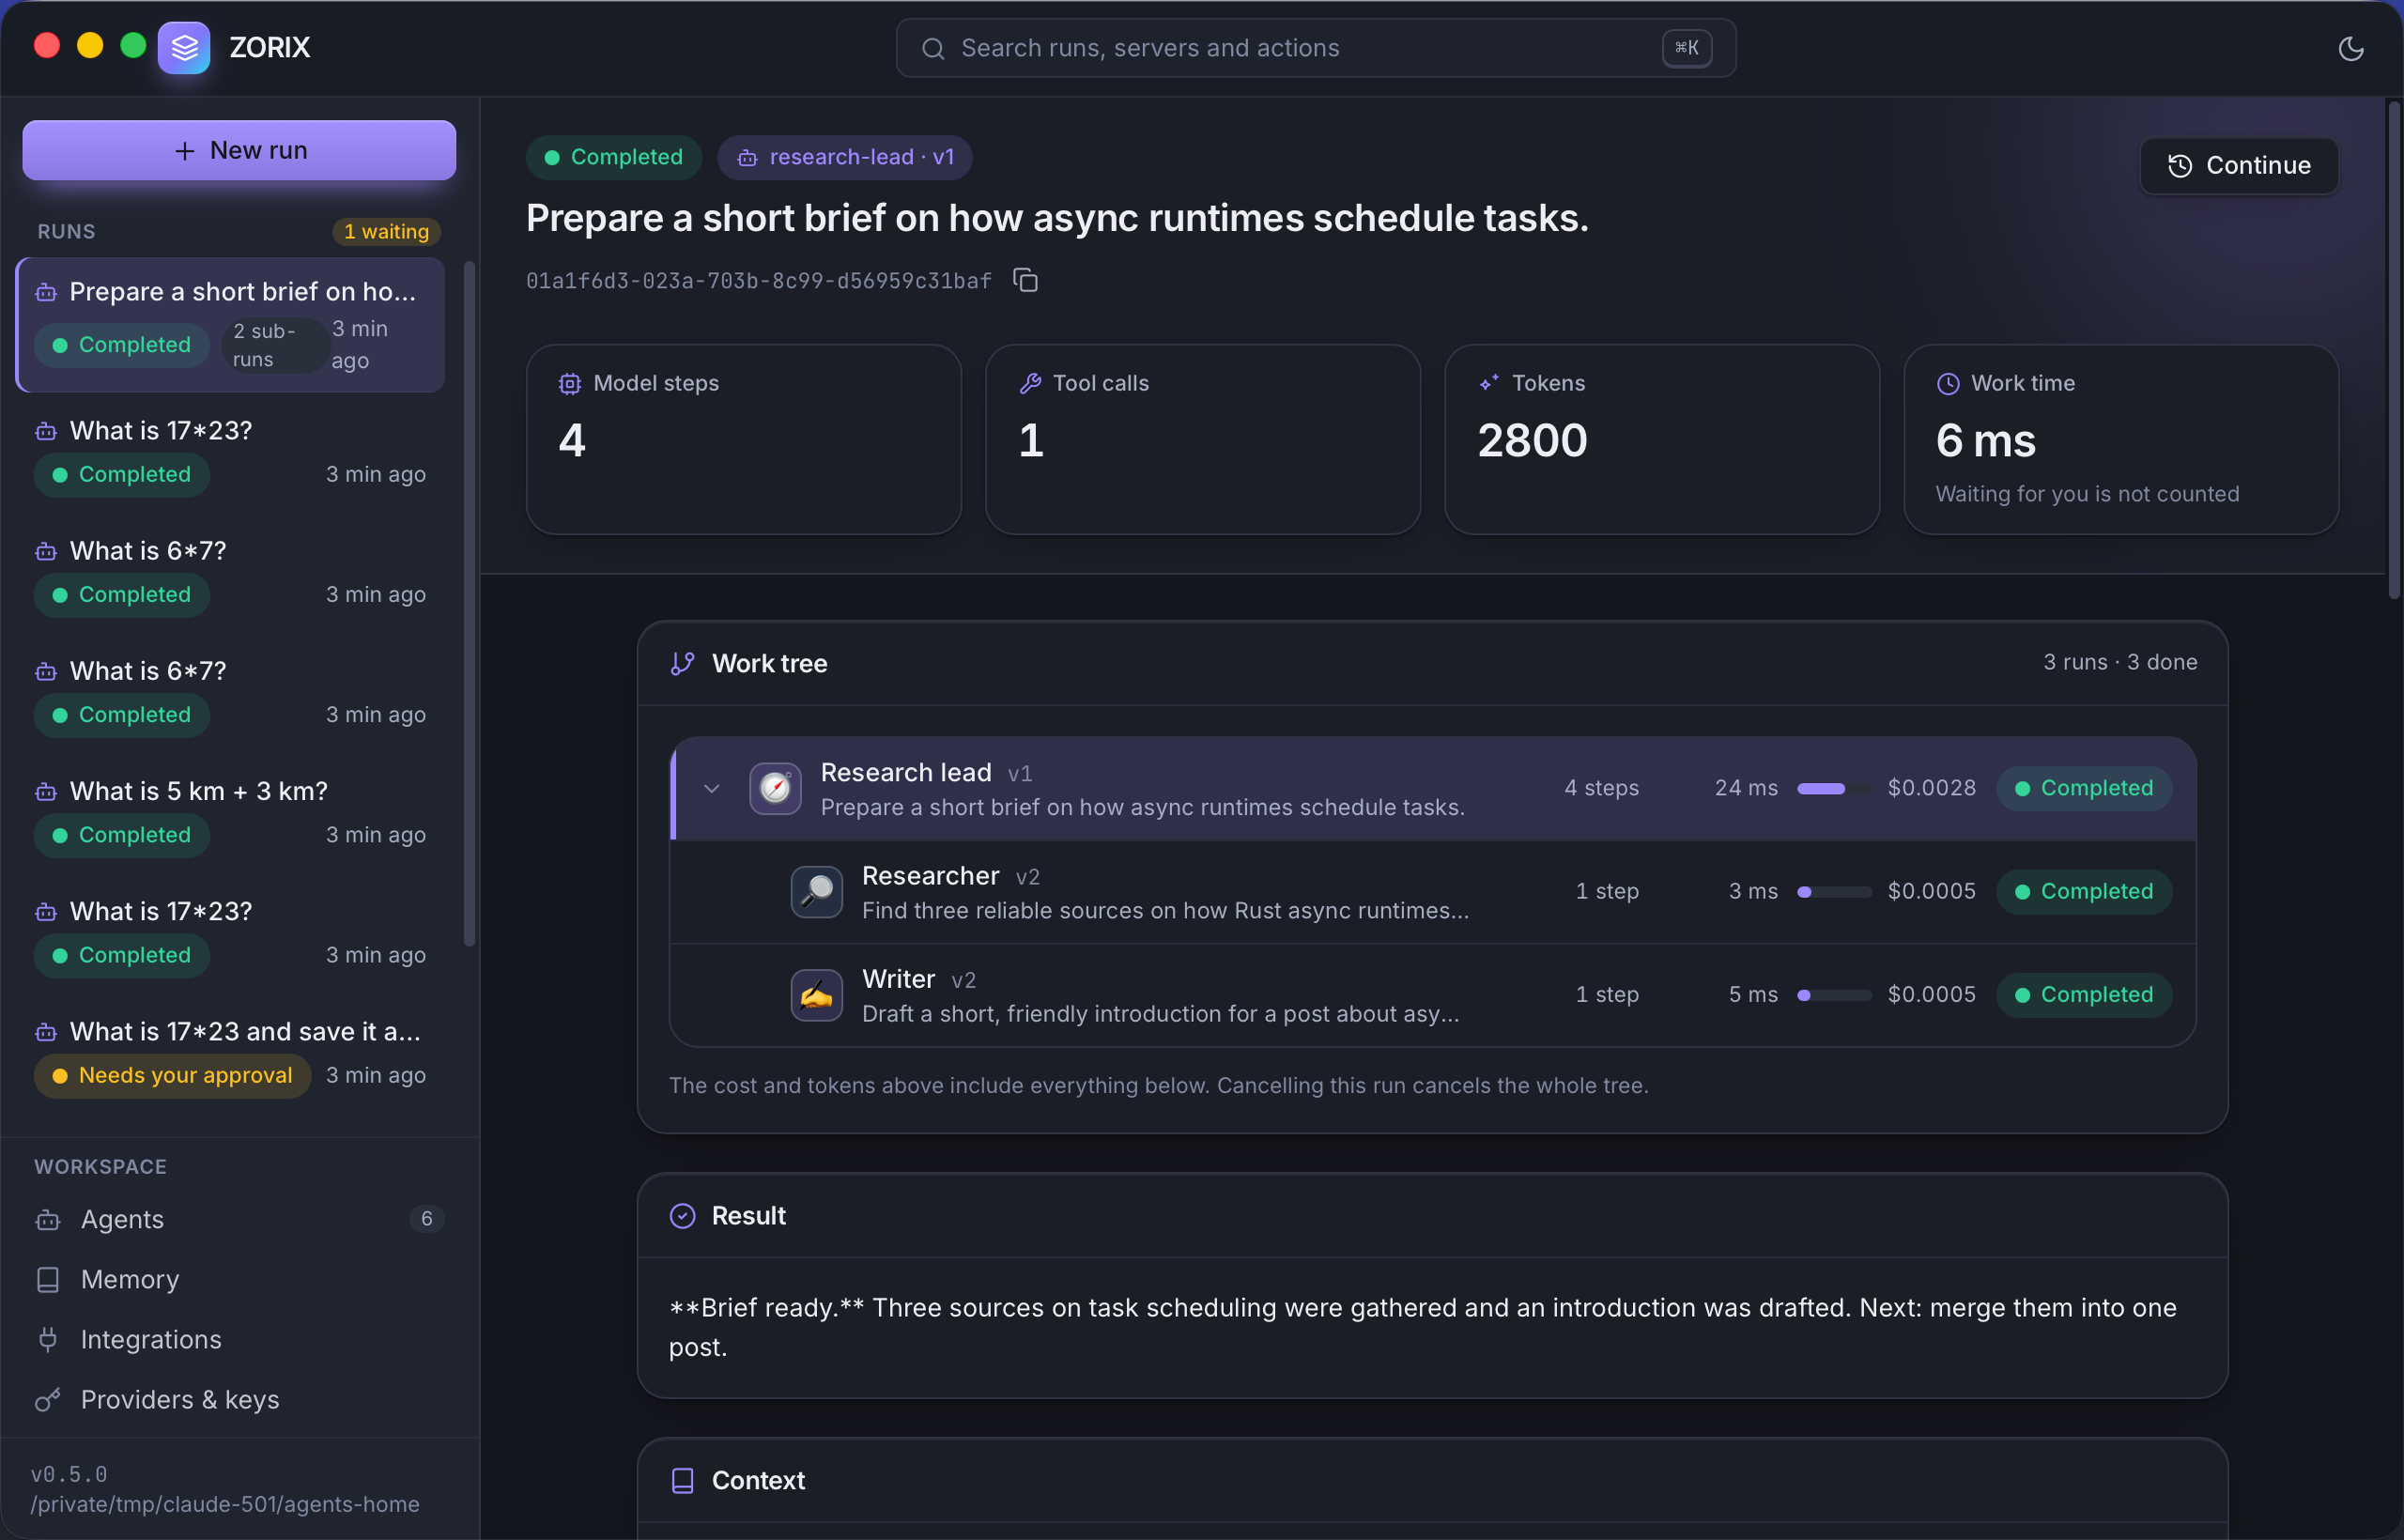 ZORIX
Search runs, servers and actions
⌘K
New run
RUNS
1 waiting
Prepare a short brief on ho...
Completed
2 sub-
runs
3 min
ago
What is 17*23?
Completed
3 min ago
What is 6*7?
Completed
3 min ago
What is 6*7?
Completed
3 min ago
What is 5 km + 3 km?
Completed
3 min ago
What is 17*23?
Completed
3 min ago
What is 17*23 and save it a...
Needs your approval
3 min ago
WORKSPACE
Agents
6
Memory
Integrations
Providers & keys
v0.5.0
/private/tmp/claude-501/agents-home
Completed
research-lead · v1
Continue
Prepare a short brief on how async runtimes schedule tasks.
01a1f6d3-023a-703b-8c99-d56959c31baf
Model steps
4
Tool calls
1
Tokens
2800
Work time
6 ms
Waiting for you is not counted
Work tree
3 runs · 3 done
Research lead v1
Prepare a short brief on how async runtimes schedule tasks.
4 steps
24 ms
$0.0028
Completed
Researcher v2
Find three reliable sources on how Rust async runtimes...
1 step
3 ms
$0.0005
Completed
Writer v2
Draft a short, friendly introduction for a post about asy...
1 step
5 ms
$0.0005
Completed
The cost and tokens above include everything below. Cancelling this run cancels the whole tree.
Result
**Brief ready.** Three sources on task scheduling were gathered and an introduction was drafted. Next: merge them into one
post.
Context